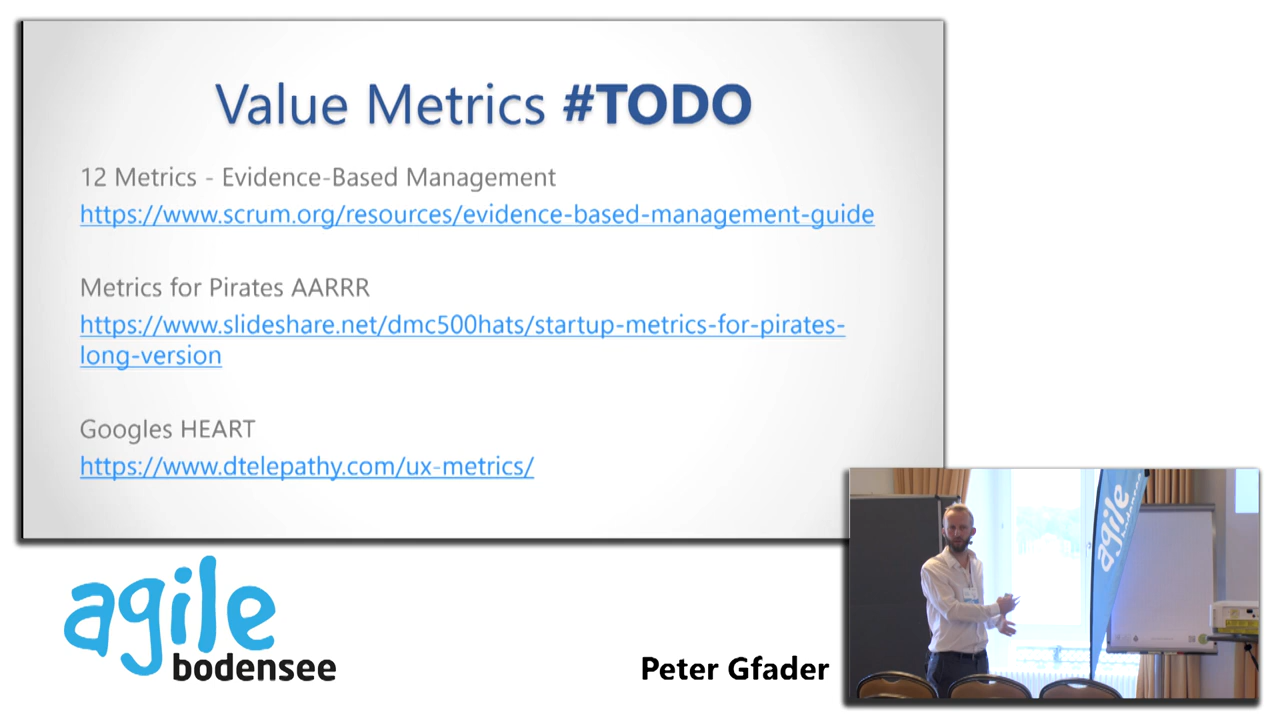 Value Metrics #TODO
12 Metrics - Evidence-Based Management
https://www.scrum.org/resources/evidence-based-management-guide
Metrics for Pirates AARRR
https://www.slideshare.net/dmc500hats/startup-metrics-for-pirates-
long-version
Googles HEART
https://www.dtelepathy.com/ux-metrics/
agile
bodensee
Peter Gfader
agile
bodensee